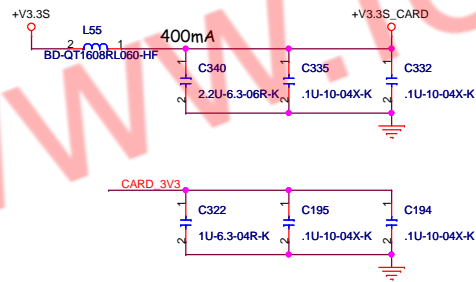 +V3.3S
+V3.3S_CARD
L55
400mA
2 1
BD-QT1608RL060-HF
1 C340 1 C335 1 C332
2 2.2U-6.3-06R-K 2 .1U-10-04X-K 2 .1U-10-04X-K
CARD_3V3
1 C322 1 C195 1 C194
2 1U-6.3-04R-K 2 .1U-10-04X-K 2 .1U-10-04X-K